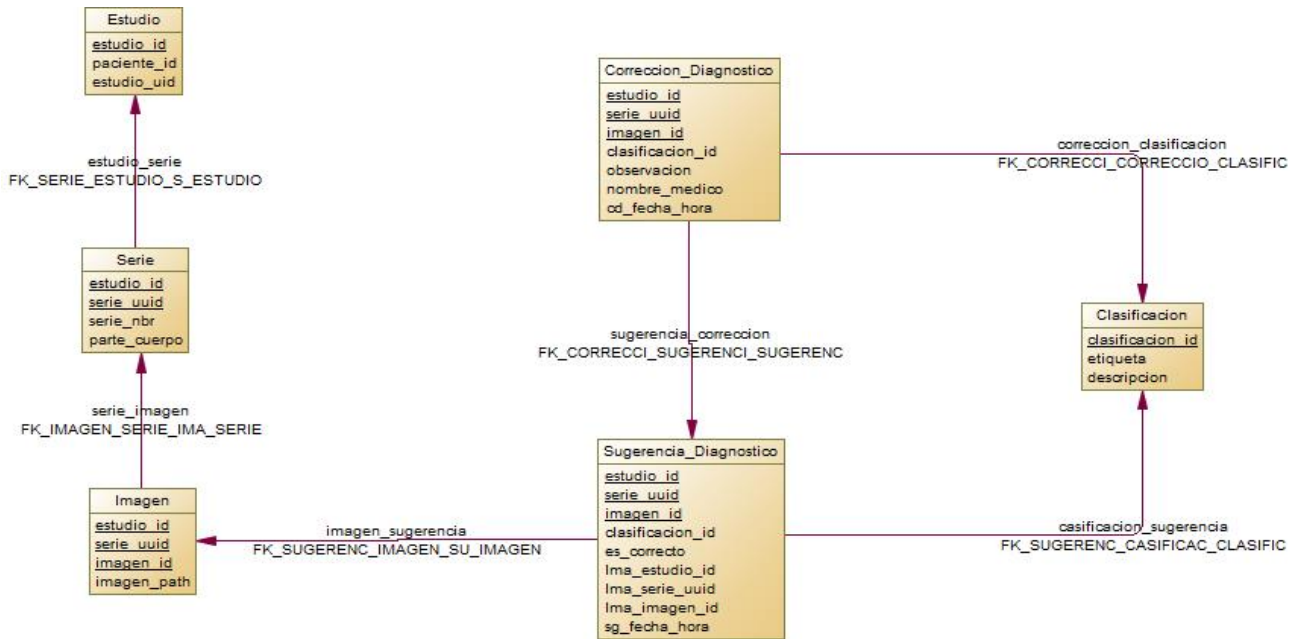 Estudio
estudio_id
paciente_id
estudio_uid
estudio_serie
FK_SERIE_ESTUDIO_S_ESTUDIO
Serie
estudio_id
serie_uuid
serie_nbr
parte_cuerpo
serie_imagen
FK_IMAGEN_SERIE_IMA_SERIE
Imagen
estudio_id
serie_uuid
imagen_id
imagen_path
imagen_sugerencia
FK_SUGERENC_IMAGEN_SU_IMAGEN
Correccion_Diagnostico
estudio_id
serie_uuid
imagen_id
clasificacion_id
observacion
nombre_medico
cd_fecha_hora
sugerencia_correccion
FK_CORRECCI_SUGERENCI_SUGERENC
Sugerencia_Diagnostico
estudio_id
serie_uuid
imagen_id
clasificacion_id
es_correcto
Ima_estudio_id
Ima_serie_uuid
Ima_imagen_id
sg_fecha_hora
correccion_clasificacion
FK_CORRECCI_CORRECCIO_CLASIFIC
Clasificacion
clasificacion_id
etiqueta
descripcion
casificacion_sugerencia
FK_SUGERENC_CASIFICAC_CLASIFIC